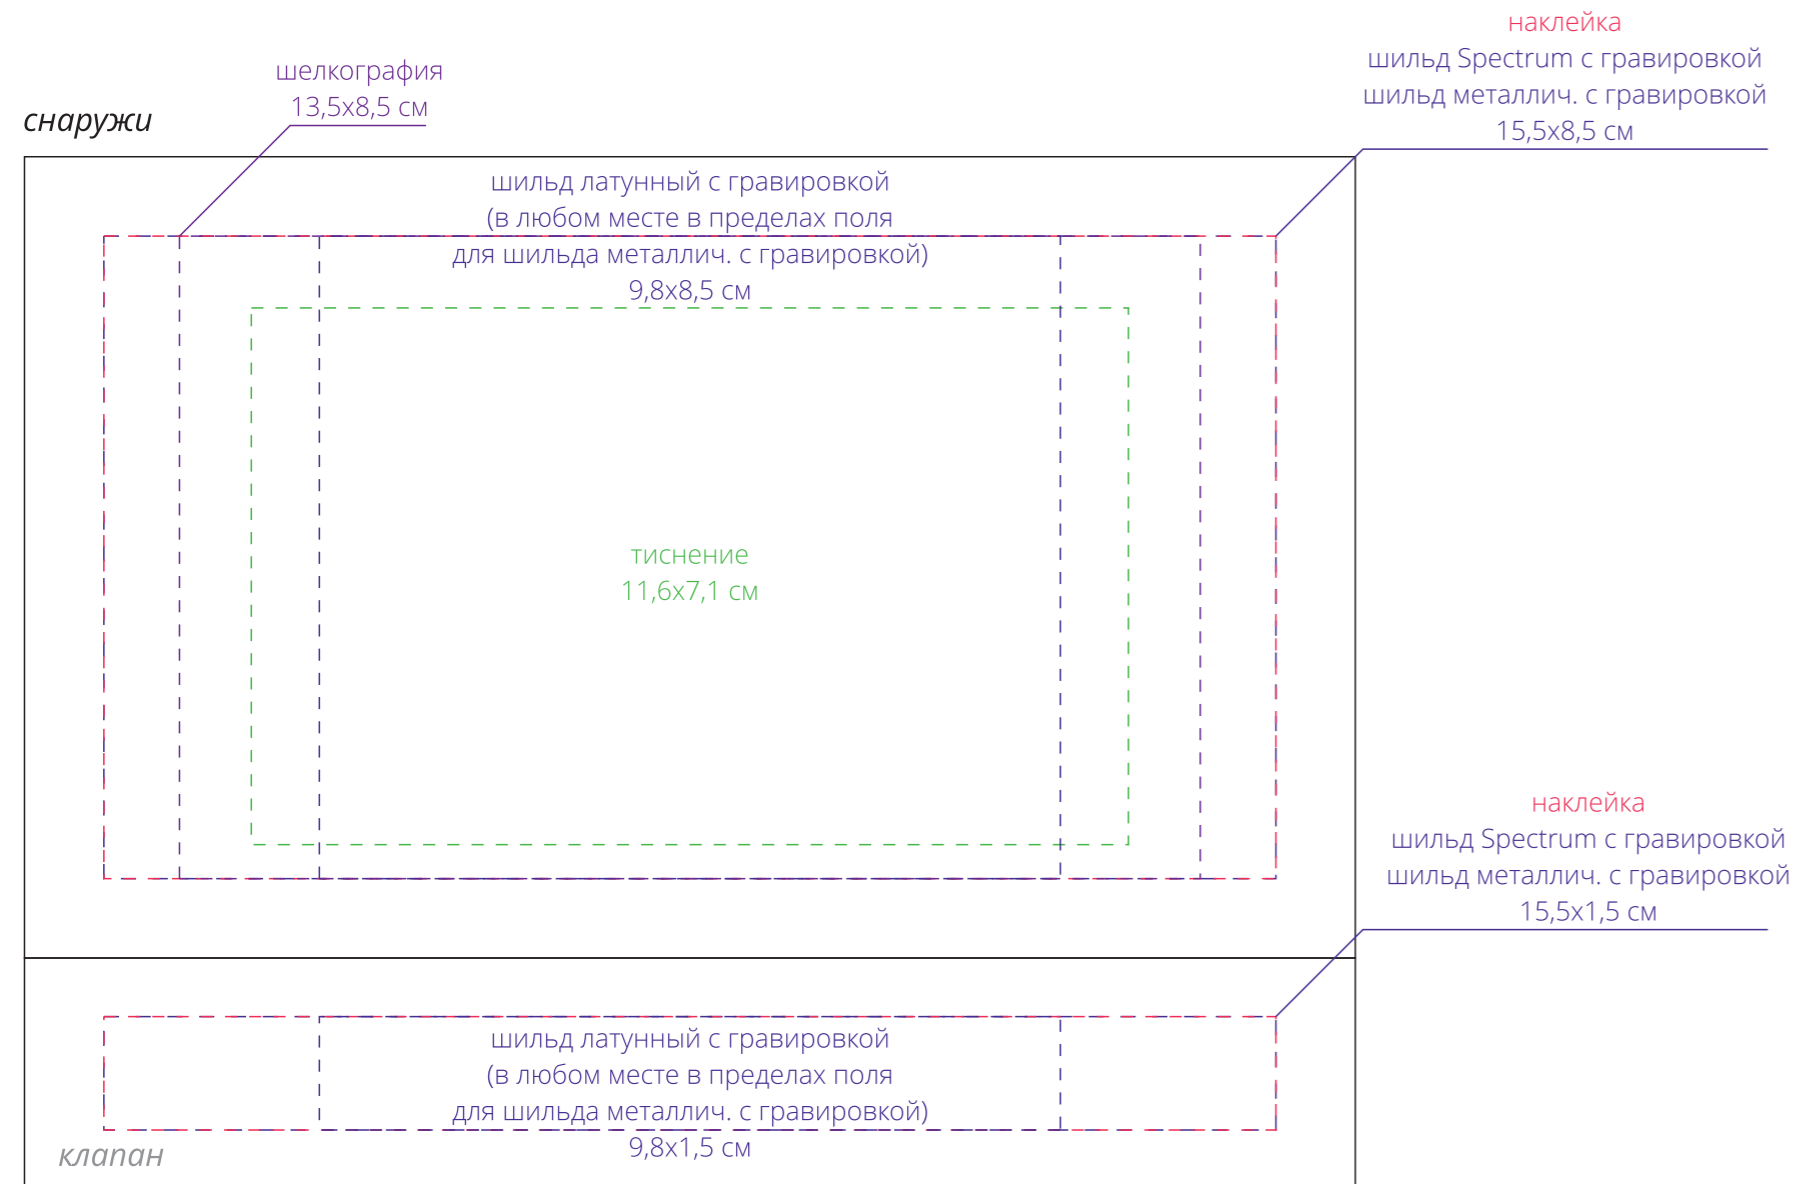 наклейка
шильд Spectrum с гравировкой
шильд металлич. с гравировкой
15,5x8,5 см
шелкография
13,5x8,5 см
снаружи
шильд латунный с гравировкой
(в любом месте в пределах поля
для шильда металлич. с гравировкой)
9,8x8,5 см
тиснение
11,6x7,1 см
наклейка
шильд Spectrum с гравировкой
шильд металлич. с гравировкой
15,5x1,5 см
шильд латунный с гравировкой
(в любом месте в пределах поля
для шильда металлич. с гравировкой)
9,8x1,5 см
клапан